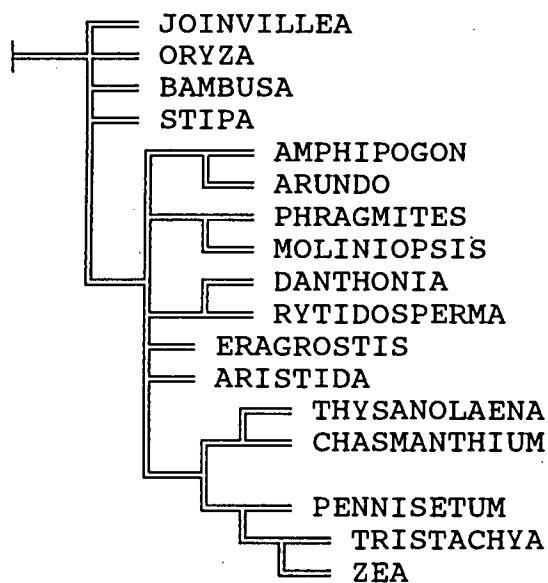 JOINVILLEA
ORYZA
BAMBUSA
STIPA
AMPHIPOGON
ARUNDO
PHRAGMITES
MOLINIOPSIS
DANTHONIA
RYTIDOSPERMA
ERAGROSTIS
ARISTIDA
THYSANOLAENA
CHASMANTHIUM
PENNISETUM
TRISTACHYA
ZEA